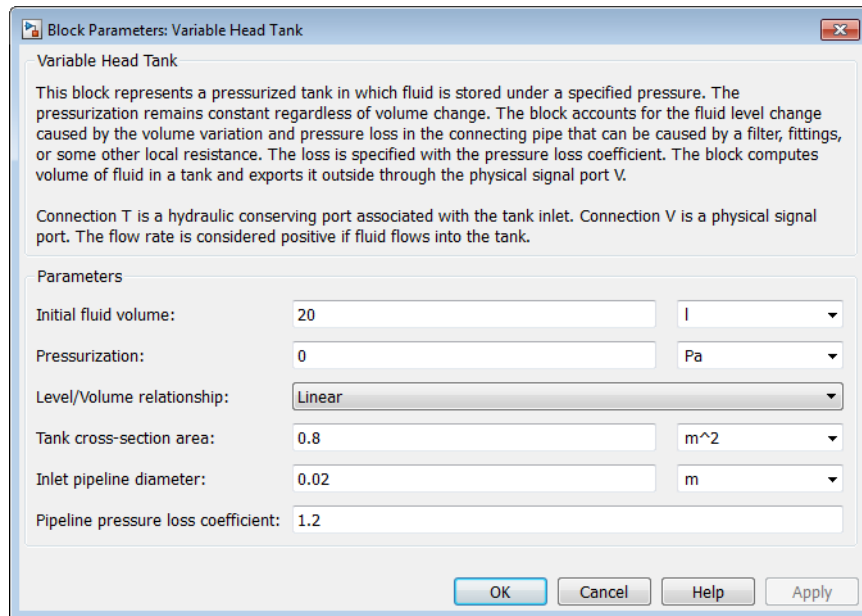 Block Parameters: Variable Head Tank
Variable Head Tank
This block represents a pressurized tank in which fluid is stored under a specified pressure. The
pressurization remains constant regardless of volume change. The block accounts for the fluid level change
caused by the volume variation and pressure loss in the connecting pipe that can be caused by a filter, fittings,
or some other local resistance. The loss is specified with the pressure loss coefficient. The block computes
volume of fluid in a tank and exports it outside through the physical signal port V.
Connection T is a hydraulic conserving port associated with the tank inlet. Connection V is a physical signal
port. The flow rate is considered positive if fluid flows into the tank.
Parameters
Initial fluid volume: 20 l
Pressurization: 0 Pa
Level/Volume relationship: Linear
Tank cross-section area: 0.8 m^2
Inlet pipeline diameter: 0.02 m
Pipeline pressure loss coefficient: 1.2
OK Cancel Help Apply